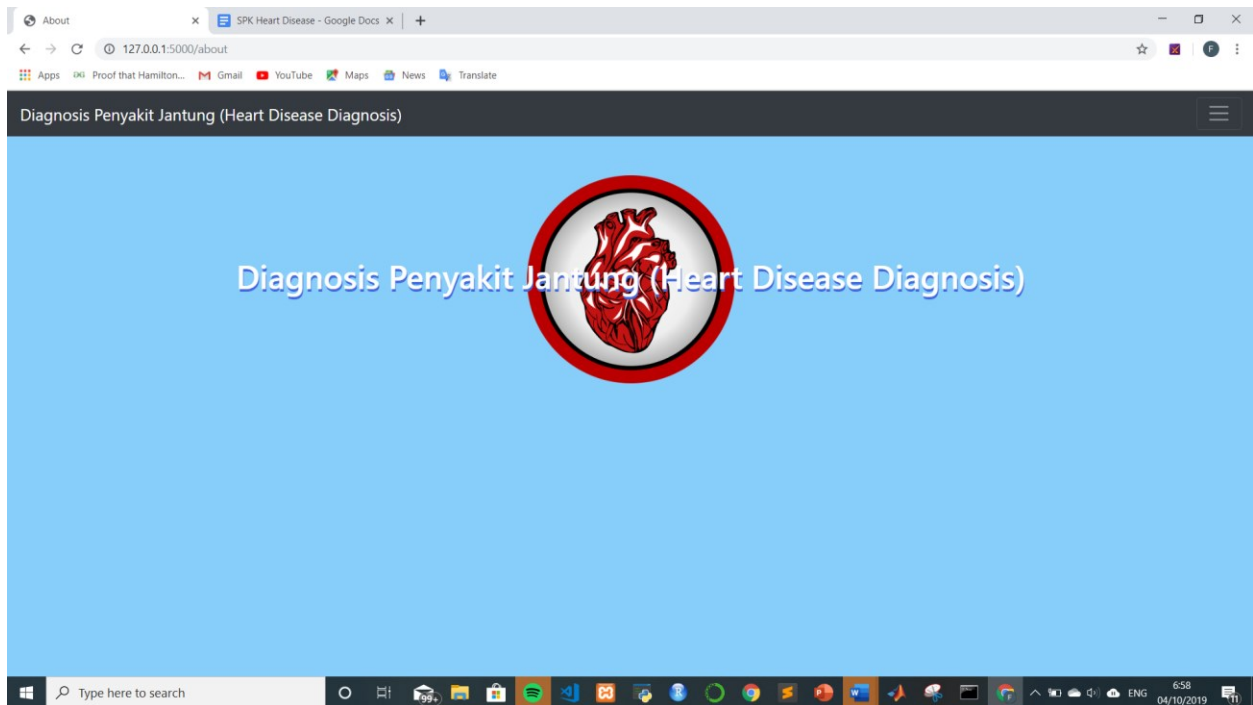 About
SPK Heart Disease - Google Docs
127.0.0.1:5000/about
Apps
Proof that Hamilton...
Gmail
YouTube
Maps
News
Translate
Diagnosis Penyakit Jantung (Heart Disease Diagnosis)
Diagnosis Penyakit Jantung (Heart Disease Diagnosis)
Type here to search
99+
ENG
6:58
04/10/2019
11